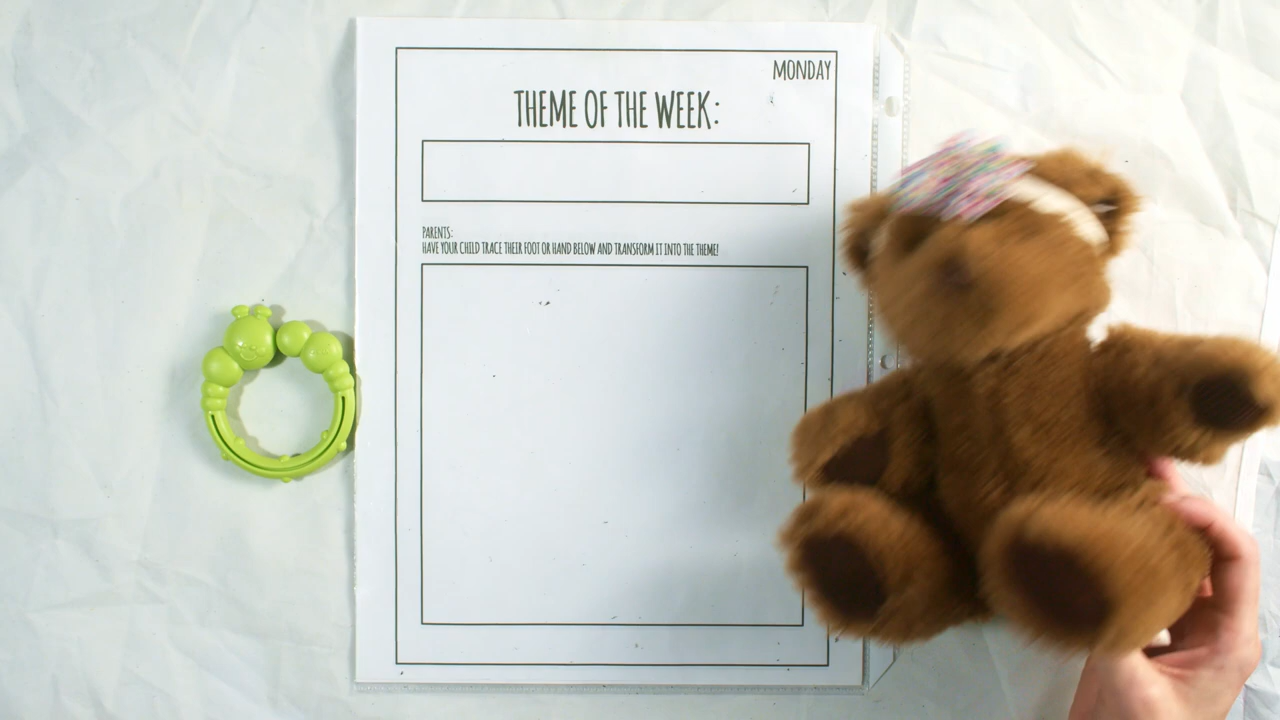 MONDAY
THEME OF THE WEEK:
PARENTS:
HAVE YOUR CHILD TRACE THEIR FOOT OR HAND BELOW AND TRANSFORM IT INTO THE THEME!